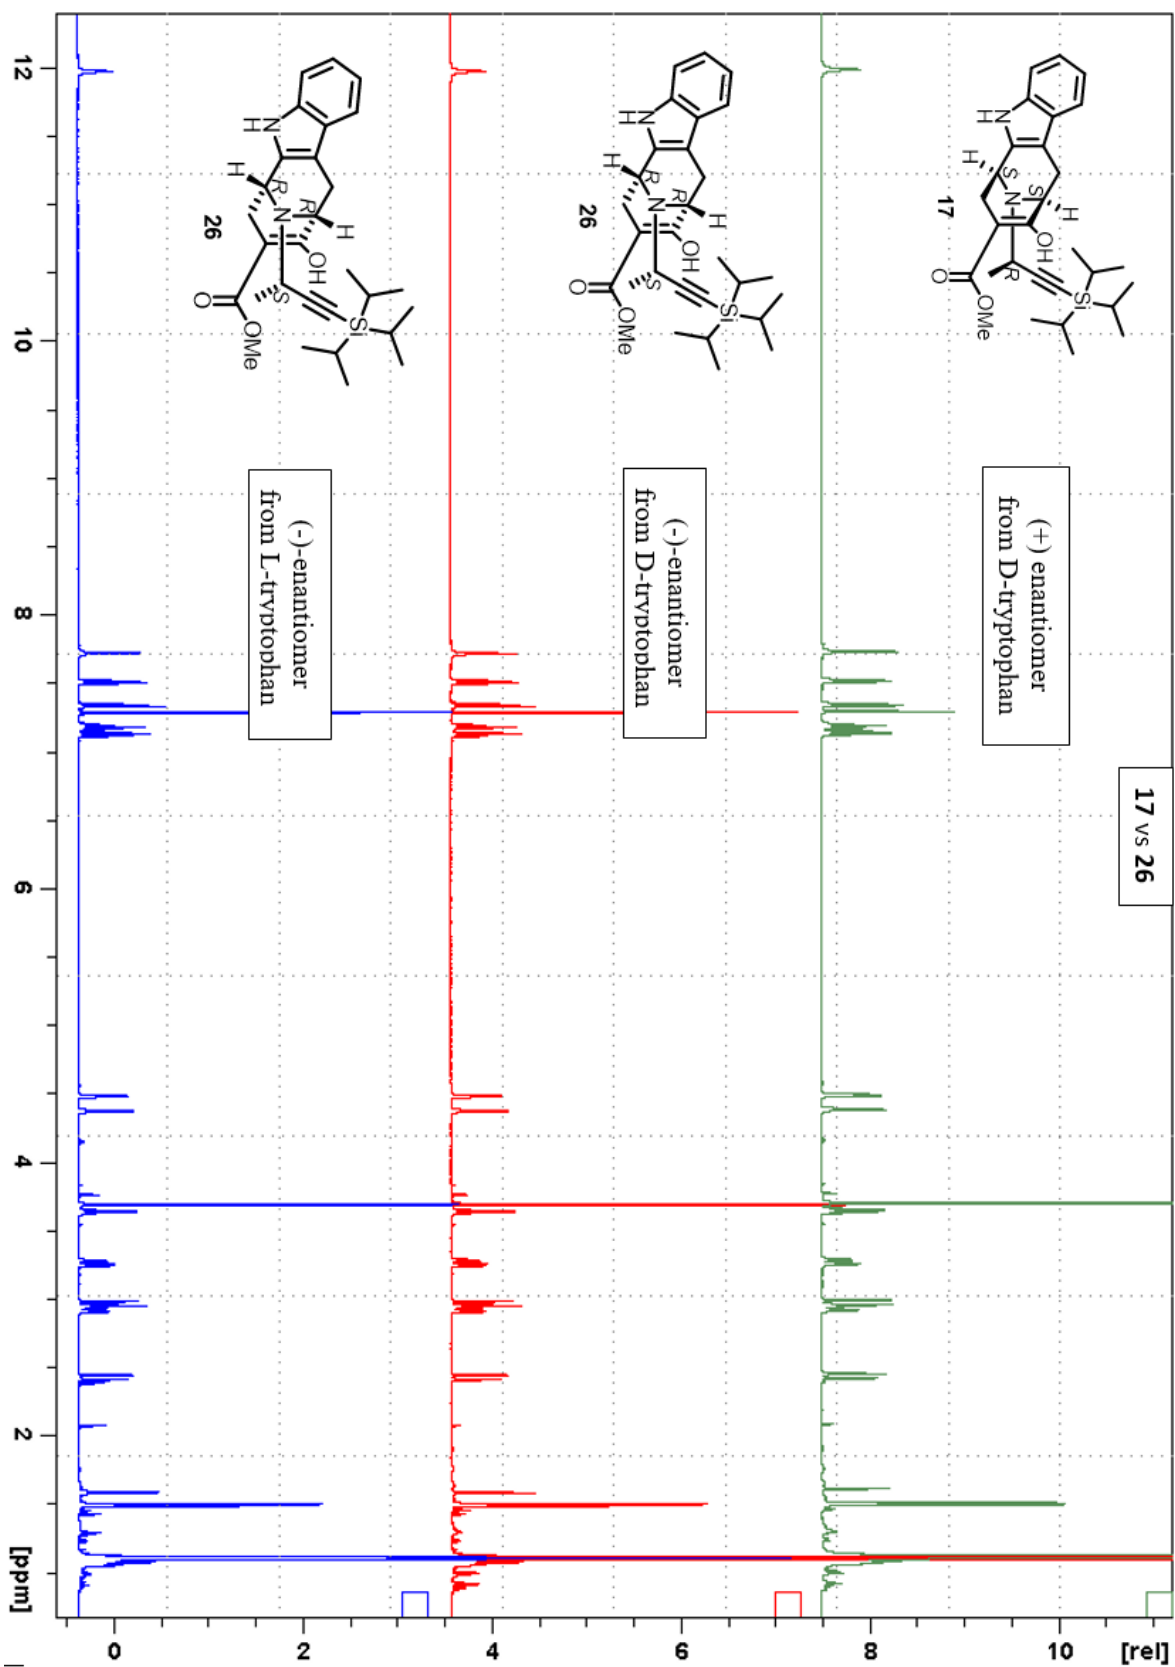 17 vs 26
(+) enantiomer
from D-tryptophan
17
N
H
H
S
N
S
H
OH
R
Si
O
OMe
(-)-enantiomer
from D-tryptophan
26
N
H
H
R
N
R
H
OH
S
Si
O
OMe
(-)-enantiomer
from L-tryptophan
26
N
H
H
R
N
R
H
OH
S
Si
O
OMe
12
10
8
6
4
2
[ppm]
0
2
4
6
8
10
[rel]